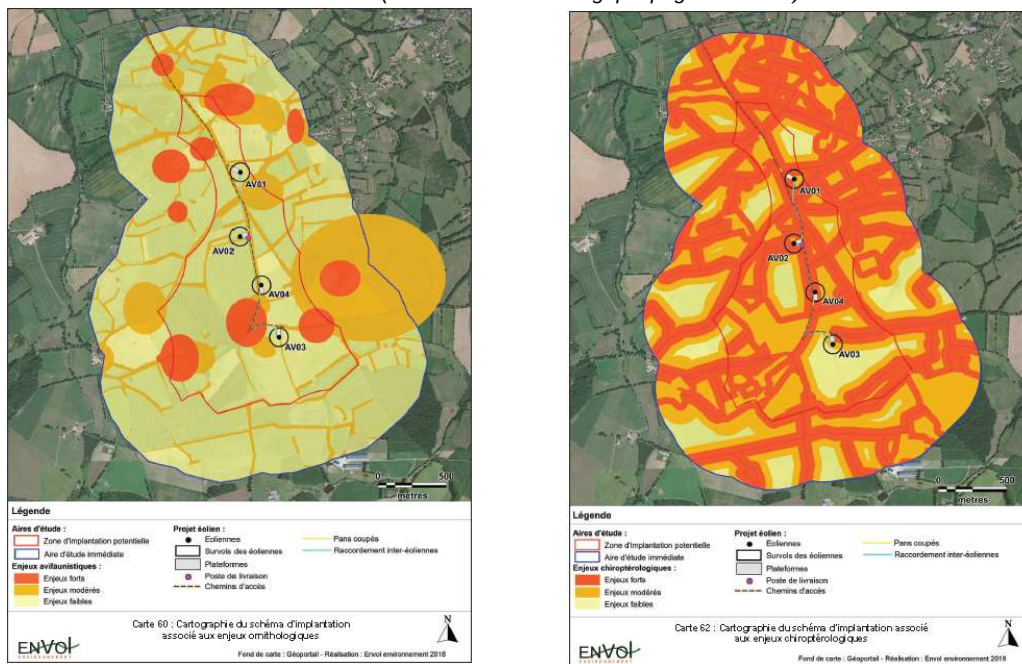 AV01
AV02
AV04
AV03
0 500
mètres
Légende
Aires d'étude :
Zone d'implantation potentielle
Aire d'étude immédiate
Enjeux avifaunistiques :
Enjeux forts
Enjeux modérés
Enjeux faibles
Projet éolien :
Eoliennes
Survols des éoliennes
Plateformes
Poste de livraison
Chemins d'accès
Pans coupés
Raccordement inter-éoliennes
Carte 60 : Cartographie du schéma d'implantation
associé aux enjeux ornithologiques
N
ENVOL
ENVIRONNEMENT
Fond de carte : Géoportail - Réalisation : Envol environnement 2018
AV01
AV02
AV04
AV03
0 500
mètres
Légende
Aires d'étude :
Zone d'implantation potentielle
Aire d'étude immédiate
Enjeux chiroptérologiques :
Enjeux forts
Enjeux modérés
Enjeux faibles
Projet éolien :
Eoliennes
Survols des éoliennes
Plateformes
Poste de livraison
Chemins d'accès
Pans coupés
Raccordement inter-éoliennes
Carte 62 : Cartographie du schéma d'implantation associé
aux enjeux chiroptérologiques
N
ENVOL
ENVIRONNEMENT
Fond de carte : Géoportail - Réalisation : Envol environnement 2018